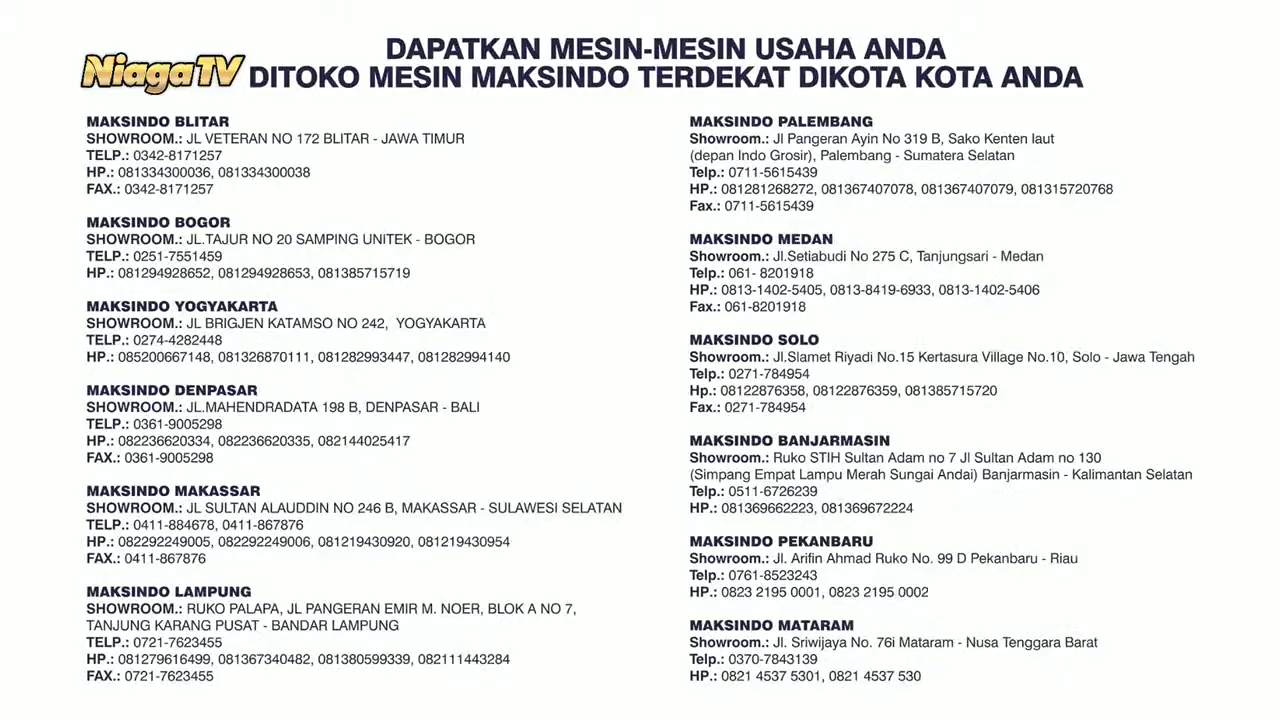 NiagaTV
DAPATKAN MESIN-MESIN USAHA ANDA
DITOKO MESIN MAKSINDO TERDEKAT DIKOTA KOTA ANDA
MAKSINDO BLITAR
SHOWROOM.: JL VETERAN NO 172 BLITAR - JAWA TIMUR
TELP.: 0342-8171257
HP.: 081334300036, 081334300038
FAX.: 0342-8171257
MAKSINDO BOGOR
SHOWROOM.: JL.TAJUR NO 20 SAMPING UNITEK - BOGOR
TELP.: 0251-7551459
HP.: 081294928652, 081294928653, 081385715719
MAKSINDO YOGYAKARTA
SHOWROOM.: JL BRIGJEN KATAMSO NO 242, YOGYAKARTA
TELP.: 0274-4282448
HP.: 085200667148, 081326870111, 081282993447, 081282994140
MAKSINDO DENPASAR
SHOWROOM.: JL.MAHENDRADATA 198 B, DENPASAR - BALI
TELP.: 0361-9005298
HP.: 082236620334, 082236620335, 082144025417
FAX.: 0361-9005298
MAKSINDO MAKASSAR
SHOWROOM.: JL SULTAN ALAUDDIN NO 246 B, MAKASSAR - SULAWESI SELATAN
TELP.: 0411-884678, 0411-867876
HP.: 082292249005, 082292249006, 081219430920, 081219430954
FAX.: 0411-867876
MAKSINDO LAMPUNG
SHOWROOM.: RUKO PALAPA, JL PANGERAN EMIR M. NOER, BLOK A NO 7,
TANJUNG KARANG PUSAT - BANDAR LAMPUNG
TELP.: 0721-7623455
HP.: 081279616499, 081367340482, 081380599339, 082111443284
FAX.: 0721-7623455
MAKSINDO PALEMBANG
Showroom.: Jl Pangeran Ayin No 319 B, Sako Kenten laut
(depan Indo Grosir), Palembang - Sumatera Selatan
Telp.: 0711-5615439
HP.: 081281268272, 081367407078, 081367407079, 081315720768
Fax.: 0711-5615439
MAKSINDO MEDAN
Showroom.: Jl.Setiabudi No 275 C, Tanjungsari - Medan
Telp.: 061- 8201918
HP.: 0813-1402-5405, 0813-8419-6933, 0813-1402-5406
Fax.: 061-8201918
MAKSINDO SOLO
Showroom.: Jl.Slamet Riyadi No.15 Kertasura Village No.10, Solo - Jawa Tengah
Telp.: 0271-784954
Hp.: 08122876358, 08122876359, 081385715720
Fax.: 0271-784954
MAKSINDO BANJARMASIN
Showroom.: Ruko STIH Sultan Adam no 7 Jl Sultan Adam no 130
(Simpang Empat Lampu Merah Sungai Andai) Banjarmasin - Kalimantan Selatan
Telp.: 0511-6726239
HP.: 081369662223, 081369672224
MAKSINDO PEKANBARU
Showroom.: Jl. Arifin Ahmad Ruko No. 99 D Pekanbaru - Riau
Telp.: 0761-8523243
HP.: 0823 2195 0001, 0823 2195 0002
MAKSINDO MATARAM
Showroom.: Jl. Sriwijaya No. 76i Mataram - Nusa Tenggara Barat
Telp.: 0370-7843139
HP.: 0821 4537 5301, 0821 4537 530